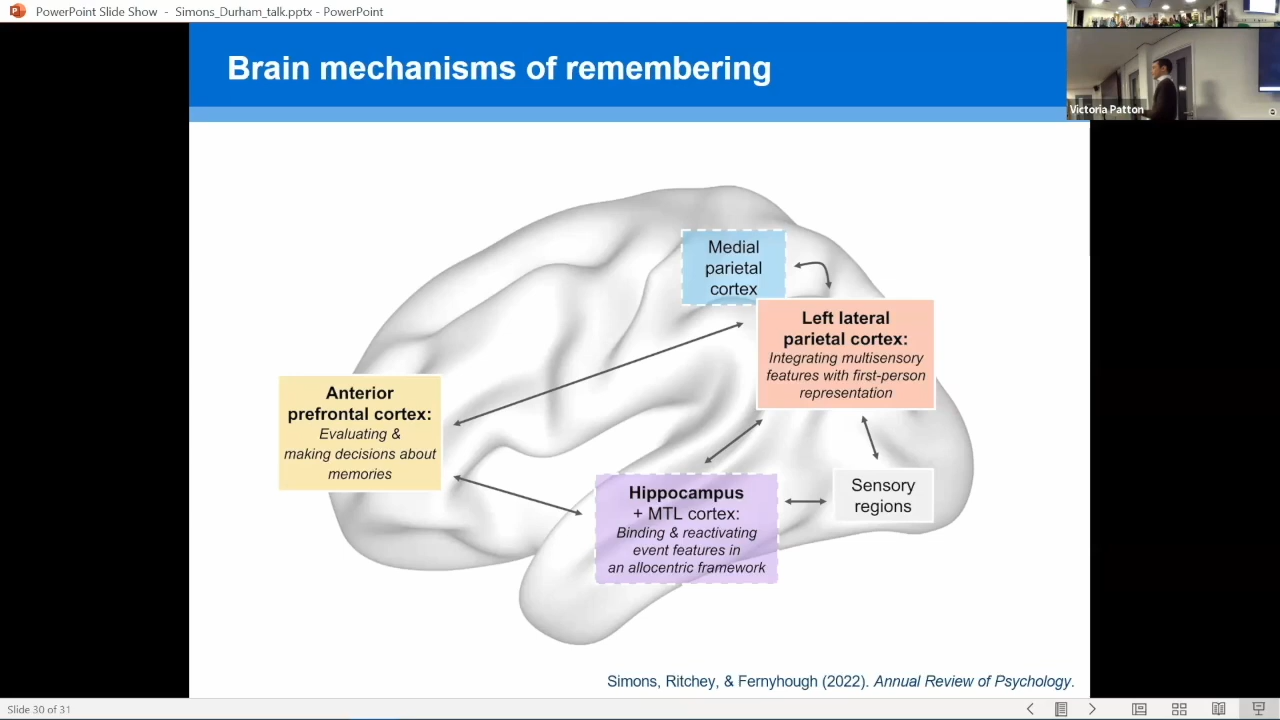 PowerPoint Slide Show - Simons_Durham_talk.pptx - PowerPoint
Brain mechanisms of remembering
Victoria Patton
Medial
parietal
cortex
Left lateral
parietal cortex:
Integrating multisensory
features with first-person
representation
Anterior
prefrontal cortex:
Evaluating &
making decisions about
memories
Hippocampus
+ MTL cortex:
Binding & reactivating
event features in
an allocentric framework
Sensory
regions
Simons, Ritchey, & Fernyhough (2022). Annual Review of Psychology.
Slide 30 of 31